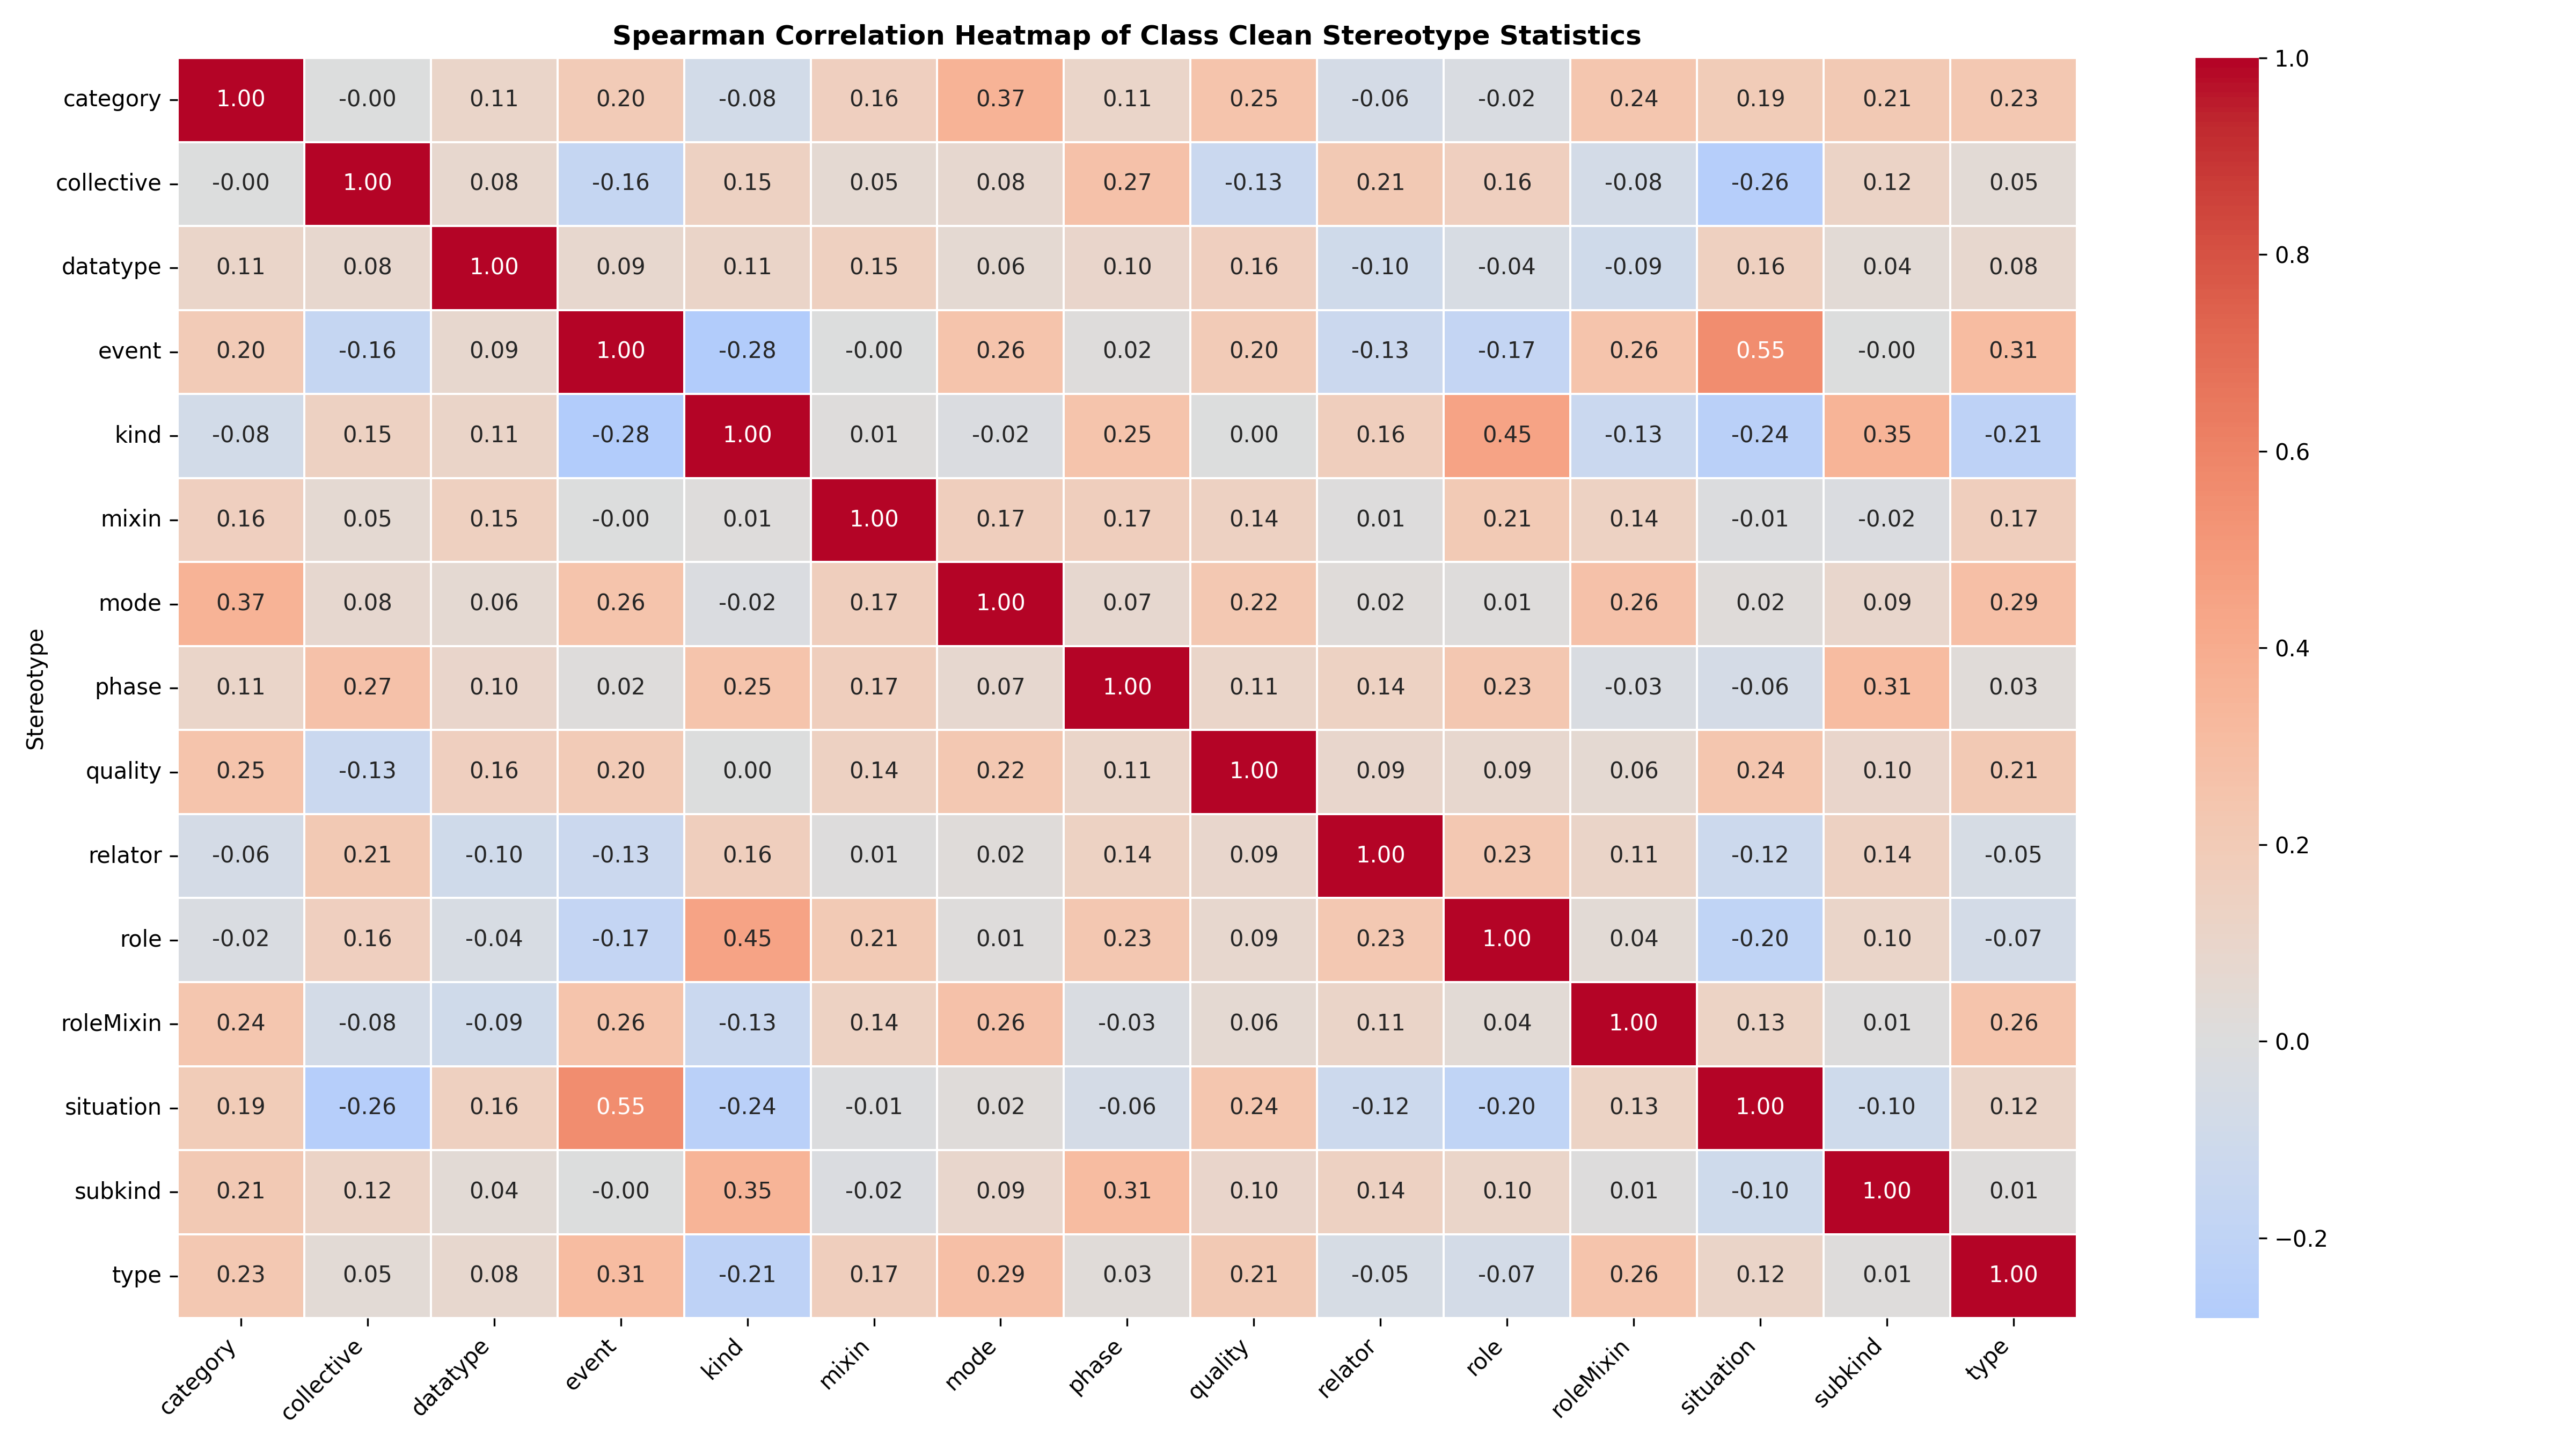 Spearman Correlation Heatmap of Class Clean Stereotype Statistics
category 1.00 -0.00 0.11 0.20 -0.08 0.16 0.37 0.11 0.25 -0.06 -0.02 0.24 0.19 0.21 0.23
collective -0.00 1.00 0.08 -0.16 0.15 0.05 0.08 0.27 -0.13 0.21 0.16 -0.08 -0.26 0.12 0.05
datatype 0.11 0.08 1.00 0.09 0.11 0.15 0.06 0.10 0.16 -0.10 -0.04 -0.09 0.16 0.04 0.08
event 0.20 -0.16 0.09 1.00 -0.28 -0.00 0.26 0.02 0.20 -0.13 -0.17 0.26 0.55 -0.00 0.31
kind -0.08 0.15 0.11 -0.28 1.00 0.01 -0.02 0.25 0.00 0.16 0.45 -0.13 -0.24 0.35 -0.21
mixin 0.16 0.05 0.15 -0.00 0.01 1.00 0.17 0.17 0.14 0.01 0.21 0.14 -0.01 -0.02 0.17
mode 0.37 0.08 0.06 0.26 -0.02 0.17 1.00 0.07 0.22 0.02 0.01 0.26 0.02 0.09 0.29
phase 0.11 0.27 0.10 0.02 0.25 0.17 0.07 1.00 0.11 0.14 0.23 -0.03 -0.06 0.31 0.03
quality 0.25 -0.13 0.16 0.20 0.00 0.14 0.22 0.11 1.00 0.09 0.09 0.06 0.24 0.10 0.21
relator -0.06 0.21 -0.10 -0.13 0.16 0.01 0.02 0.14 0.09 1.00 0.23 0.11 -0.12 0.14 -0.05
role -0.02 0.16 -0.04 -0.17 0.45 0.21 0.01 0.23 0.09 0.23 1.00 0.04 -0.20 0.10 -0.07
roleMixin 0.24 -0.08 -0.09 0.26 -0.13 0.14 0.26 -0.03 0.06 0.11 0.04 1.00 0.13 0.01 0.26
situation 0.19 -0.26 0.16 0.55 -0.24 -0.01 0.02 -0.06 0.24 -0.12 -0.20 0.13 1.00 -0.10 0.12
subkind 0.21 0.12 0.04 -0.00 0.35 -0.02 0.09 0.31 0.10 0.14 0.10 0.01 -0.10 1.00 0.01
type 0.23 0.05 0.08 0.31 -0.21 0.17 0.29 0.03 0.21 -0.05 -0.07 0.26 0.12 0.01 1.00
category collective datatype event kind mixin mode phase quality relator role roleMixin situation subkind type
Stereotype
1.0
0.8
0.6
0.4
0.2
0.0
−0.2